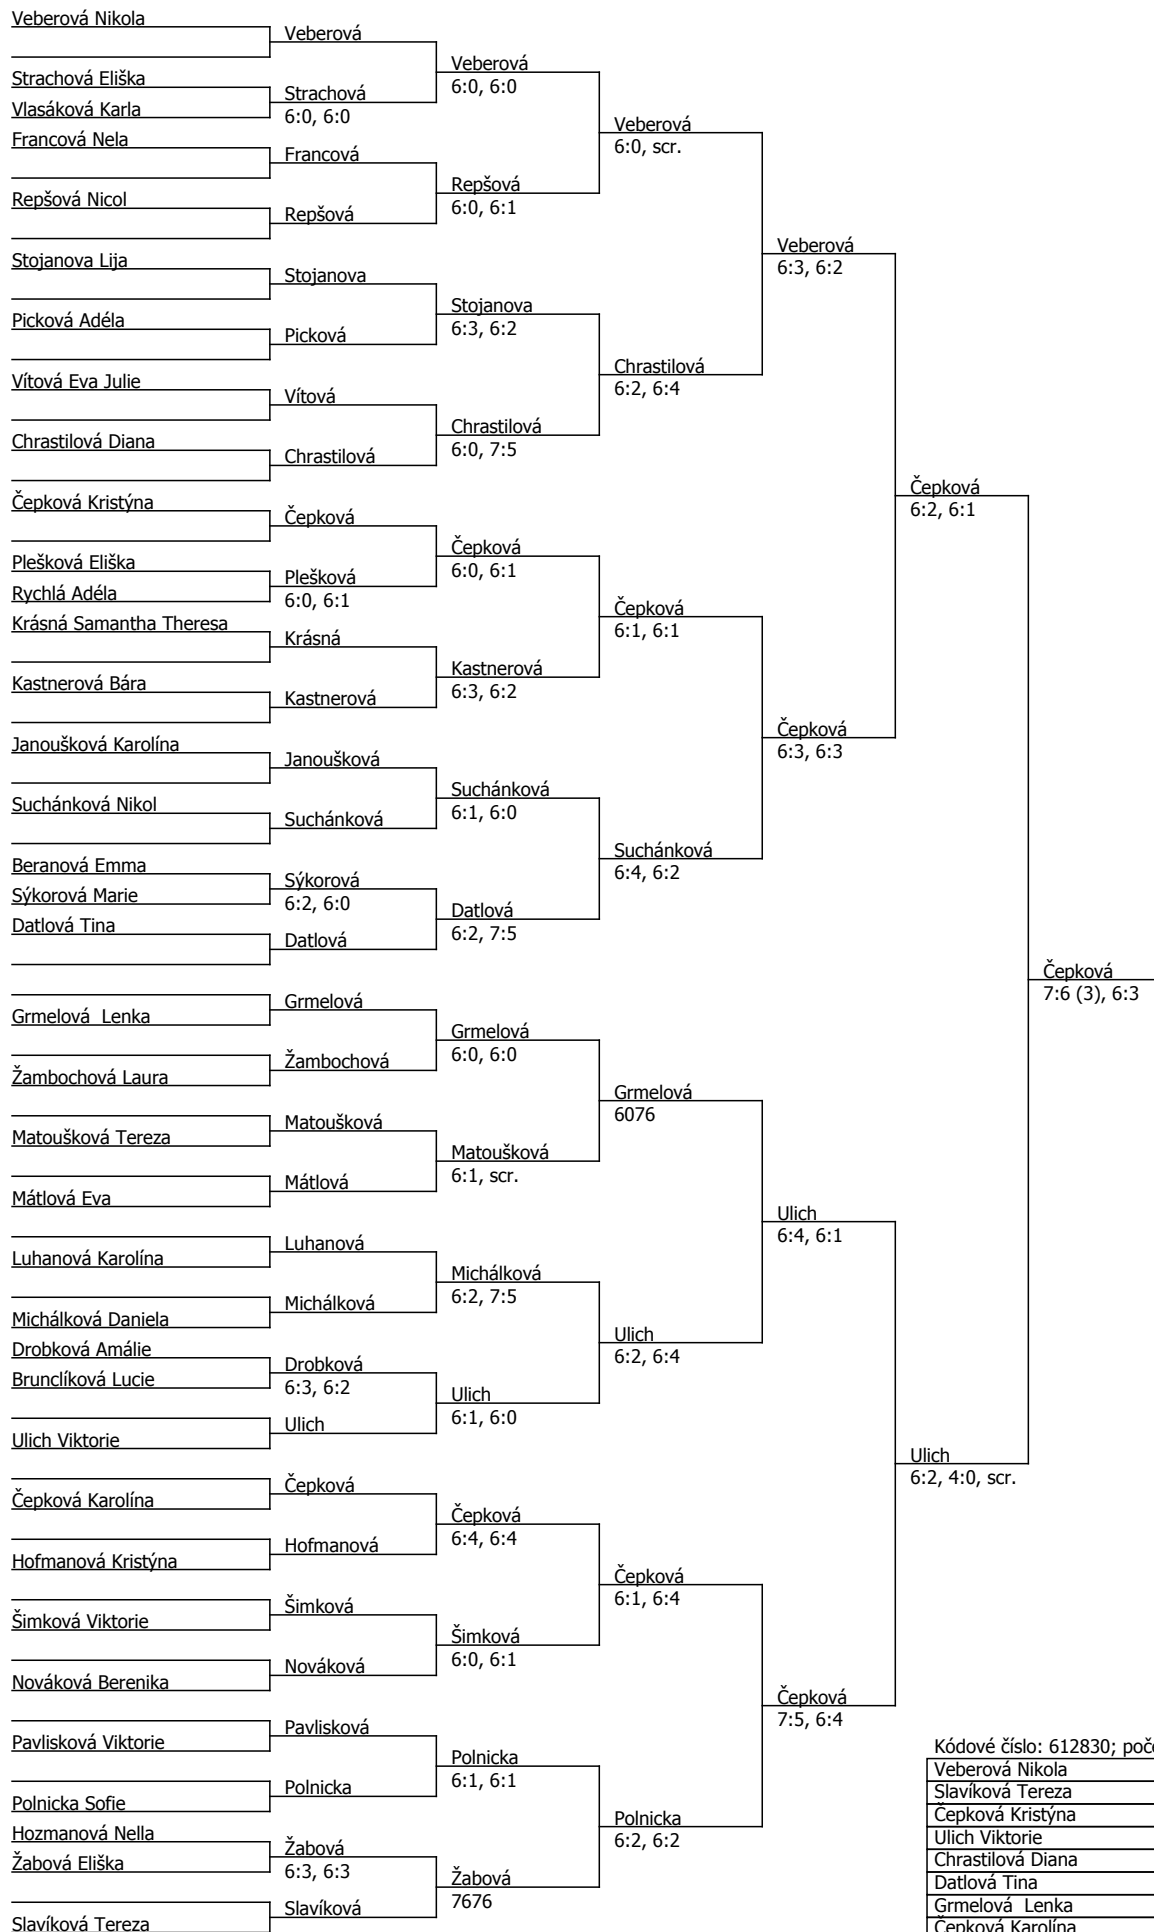 Veberová Nikola
Strachová Eliška
Vlasáková Karla
Francová Nela
Repšová Nicol
Stojanova Lija
Picková Adéla
Vítová Eva Julie
Chrastilová Diana
Čepková Kristýna
Plešková Eliška
Rychlá Adéla
Krásná Samantha Theresa
Kastnerová Bára
Janoušková Karolína
Suchánková Nikol
Beranová Emma
Sýkorová Marie
Datlová Tina
Grmelová  Lenka
Žambochová Laura
Matoušková Tereza
Mátlová Eva
Luhanová Karolína
Michálková Daniela
Drobková Amálie
Brunclíková Lucie
Ulich Viktorie
Čepková Karolína
Hofmanová Kristýna
Šimková Viktorie
Nováková Berenika
Pavlisková Viktorie
Polnicka Sofie
Hozmanová Nella
Žabová Eliška
Slavíková Tereza
Veberová
Strachová
6:0, 6:0
Francová
Repšová
Stojanova
Picková
Vítová
Chrastilová
Čepková
Plešková
6:0, 6:1
Krásná
Kastnerová
Janoušková
Suchánková
Sýkorová
6:2, 6:0
Datlová
Grmelová
Žambochová
Matoušková
Mátlová
Luhanová
Michálková
Drobková
6:3, 6:2
Ulich
Čepková
Hofmanová
Šimková
Nováková
Pavlisková
Polnicka
Žabová
6:3, 6:3
Slavíková
Veberová
6:0, 6:0
Repšová
6:0, 6:1
Stojanova
6:3, 6:2
Chrastilová
6:0, 7:5
Čepková
6:0, 6:1
Kastnerová
6:3, 6:2
Suchánková
6:1, 6:0
Datlová
6:2, 7:5
Grmelová
6:0, 6:0
Matoušková
6:1, scr.
Michálková
6:2, 7:5
Ulich
6:1, 6:0
Čepková
6:4, 6:4
Šimková
6:0, 6:1
Polnicka
6:1, 6:1
Žabová
7676
Veberová
6:0, scr.
Chrastilová
6:2, 6:4
Čepková
6:1, 6:1
Suchánková
6:4, 6:2
Grmelová
6076
Ulich
6:2, 6:4
Čepková
6:1, 6:4
Polnicka
6:2, 6:2
Veberová
6:3, 6:2
Čepková
6:3, 6:3
Ulich
6:4, 6:1
Čepková
7:5, 6:4
Čepková
6:2, 6:1
Ulich
6:2, 4:0, scr.
Čepková
7:6 (3), 6:3
Kódové číslo: 612830; poč
Veberová Nikola
Slavíková Tereza
Čepková Kristýna
Ulich Viktorie
Chrastilová Diana
Datlová Tina
Grmelová  Lenka
Čepková Karolína